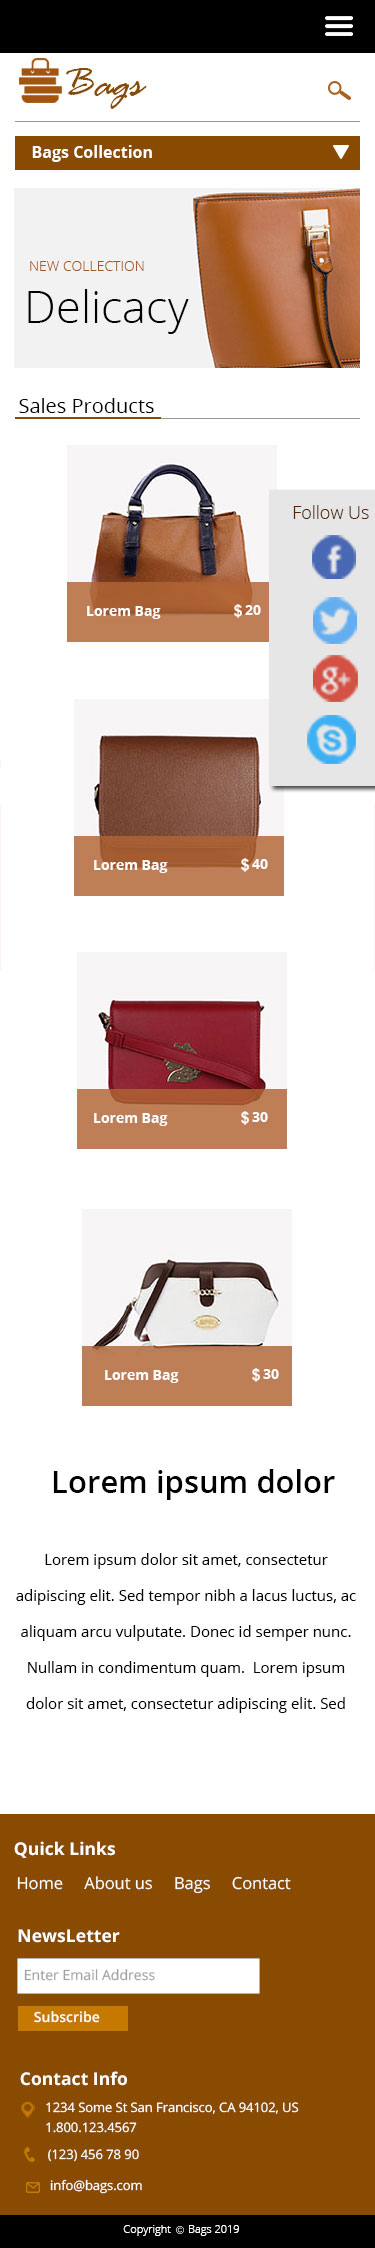 Bags
Bags Collection
NEW COLLECTION
Delicacy
Sales Products
Follow Us
Lorem Bag $20
Lorem Bag $40
Lorem Bag $30
Lorem Bag $30
Lorem ipsum dolor
Lorem ipsum dolor sit amet, consectetur
adipiscing elit. Sed tempor nibh a lacus luctus, ac
aliquam arcu vulputate. Donec id semper nunc.
Nullam in condimentum quam. Lorem ipsum
dolor sit amet, consectetur adipiscing elit. Sed
Quick Links
Home About us Bags Contact
NewsLetter
Enter Email Address
Subscribe
Contact Info
1234 Some St San Francisco, CA 94102, US
1.800.123.4567
(123) 456 78 90
info@bags.com
Copyright © Bags 2019